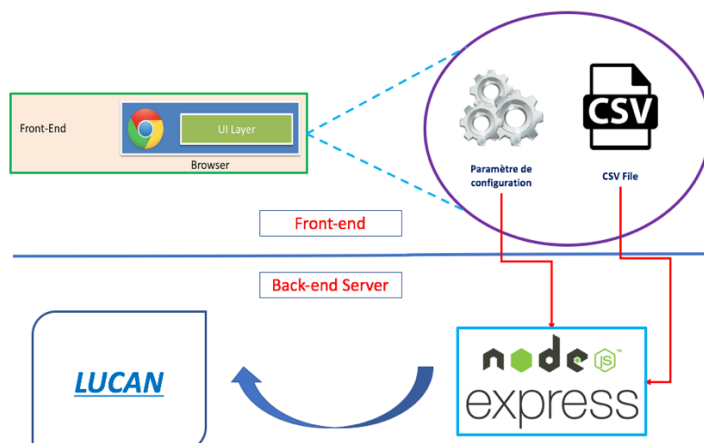 Front-End
UI Layer
Browser
CSV
Paramètre de
configuration
CSV File
Front-end
Back-end Server
LUCAN
node JS™
express